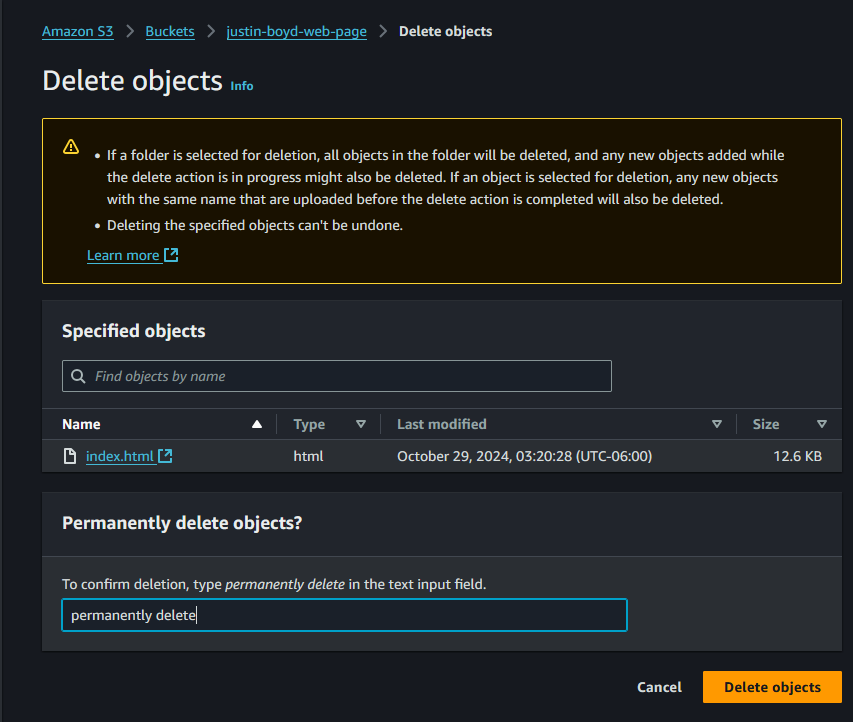 Amazon S3 > Buckets > justin-boyd-web-page > Delete objects
Delete objects Info
• If a folder is selected for deletion, all objects in the folder will be deleted, and any new objects added while
the delete action is in progress might also be deleted. If an object is selected for deletion, any new objects
with the same name that are uploaded before the delete action is completed will also be deleted.
• Deleting the specified objects can't be undone.
Learn more
Specified objects
Find objects by name
Name Type Last modified Size
index.html html October 29, 2024, 03:20:28 (UTC-06:00) 12.6 KB
Permanently delete objects?
To confirm deletion, type permanently delete in the text input field.
permanently delete
Cancel Delete objects